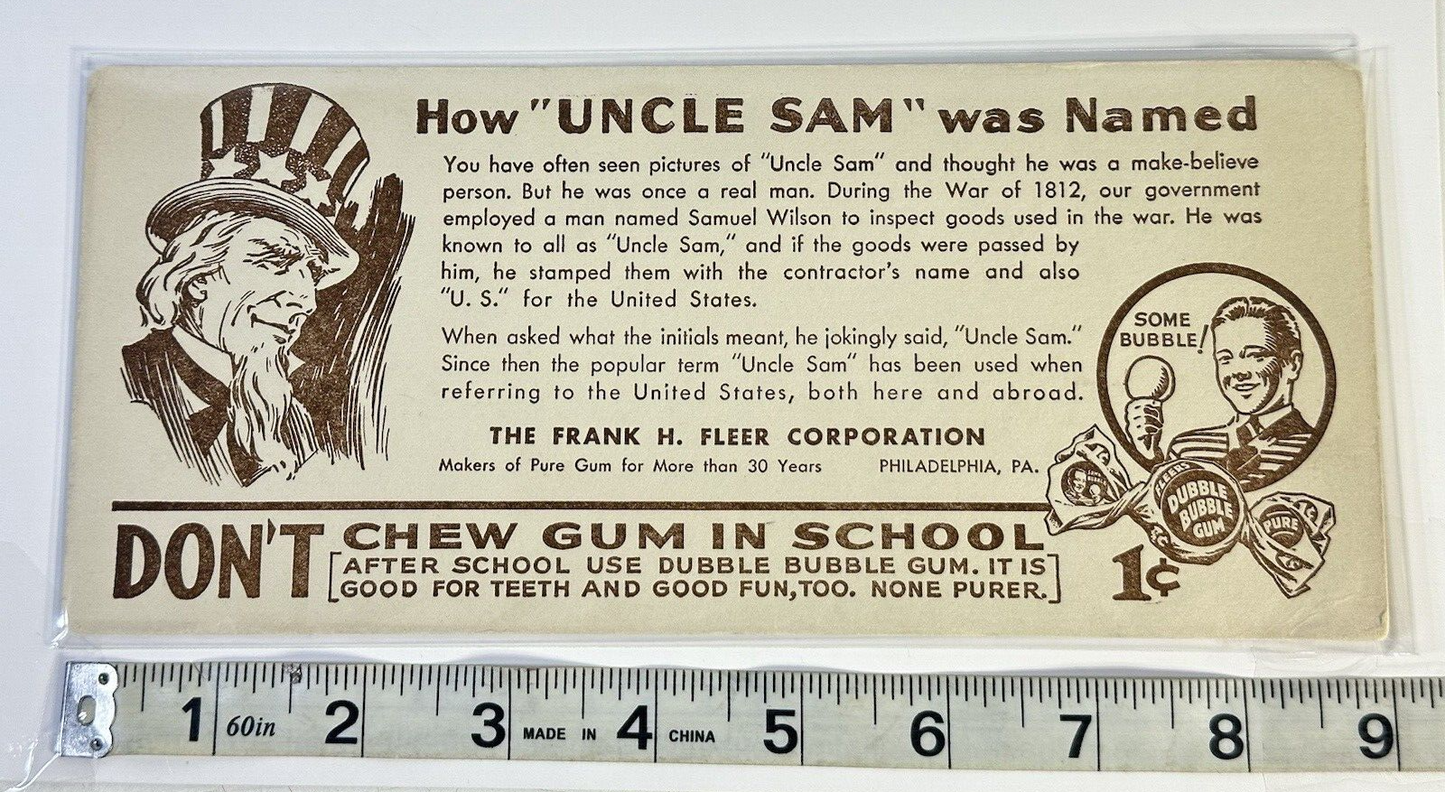 How "UNCLE SAM" was Named
You have often seen pictures of "Uncle Sam" and thought he was a make-believe
person. But he was once a real man. During the War of 1812, our government
employed a man named Samuel Wilson to inspect goods used in the war. He was
known to all as "Uncle Sam," and if the goods were passed by
him, he stamped them with the contractor's name and also
"U. S." for the United States.
When asked what the initials meant, he jokingly said, "Uncle Sam."
Since then the popular term "Uncle Sam" has been used when
referring to the United States, both here and abroad.
SOME
BUBBLE!
THE FRANK H. FLEER CORPORATION
Makers of Pure Gum for More than 30 Years PHILADELPHIA, PA.
FLEERS
DUBBLE
BUBBLE
GUM
PURE
1¢
DON'T CHEW GUM IN SCHOOL
[AFTER SCHOOL USE DUBBLE BUBBLE GUM. IT IS
GOOD FOR TEETH AND GOOD FUN, TOO. NONE PURER.]
1 60in 2 3 MADE IN 4 CHINA 5 6 7 8 9